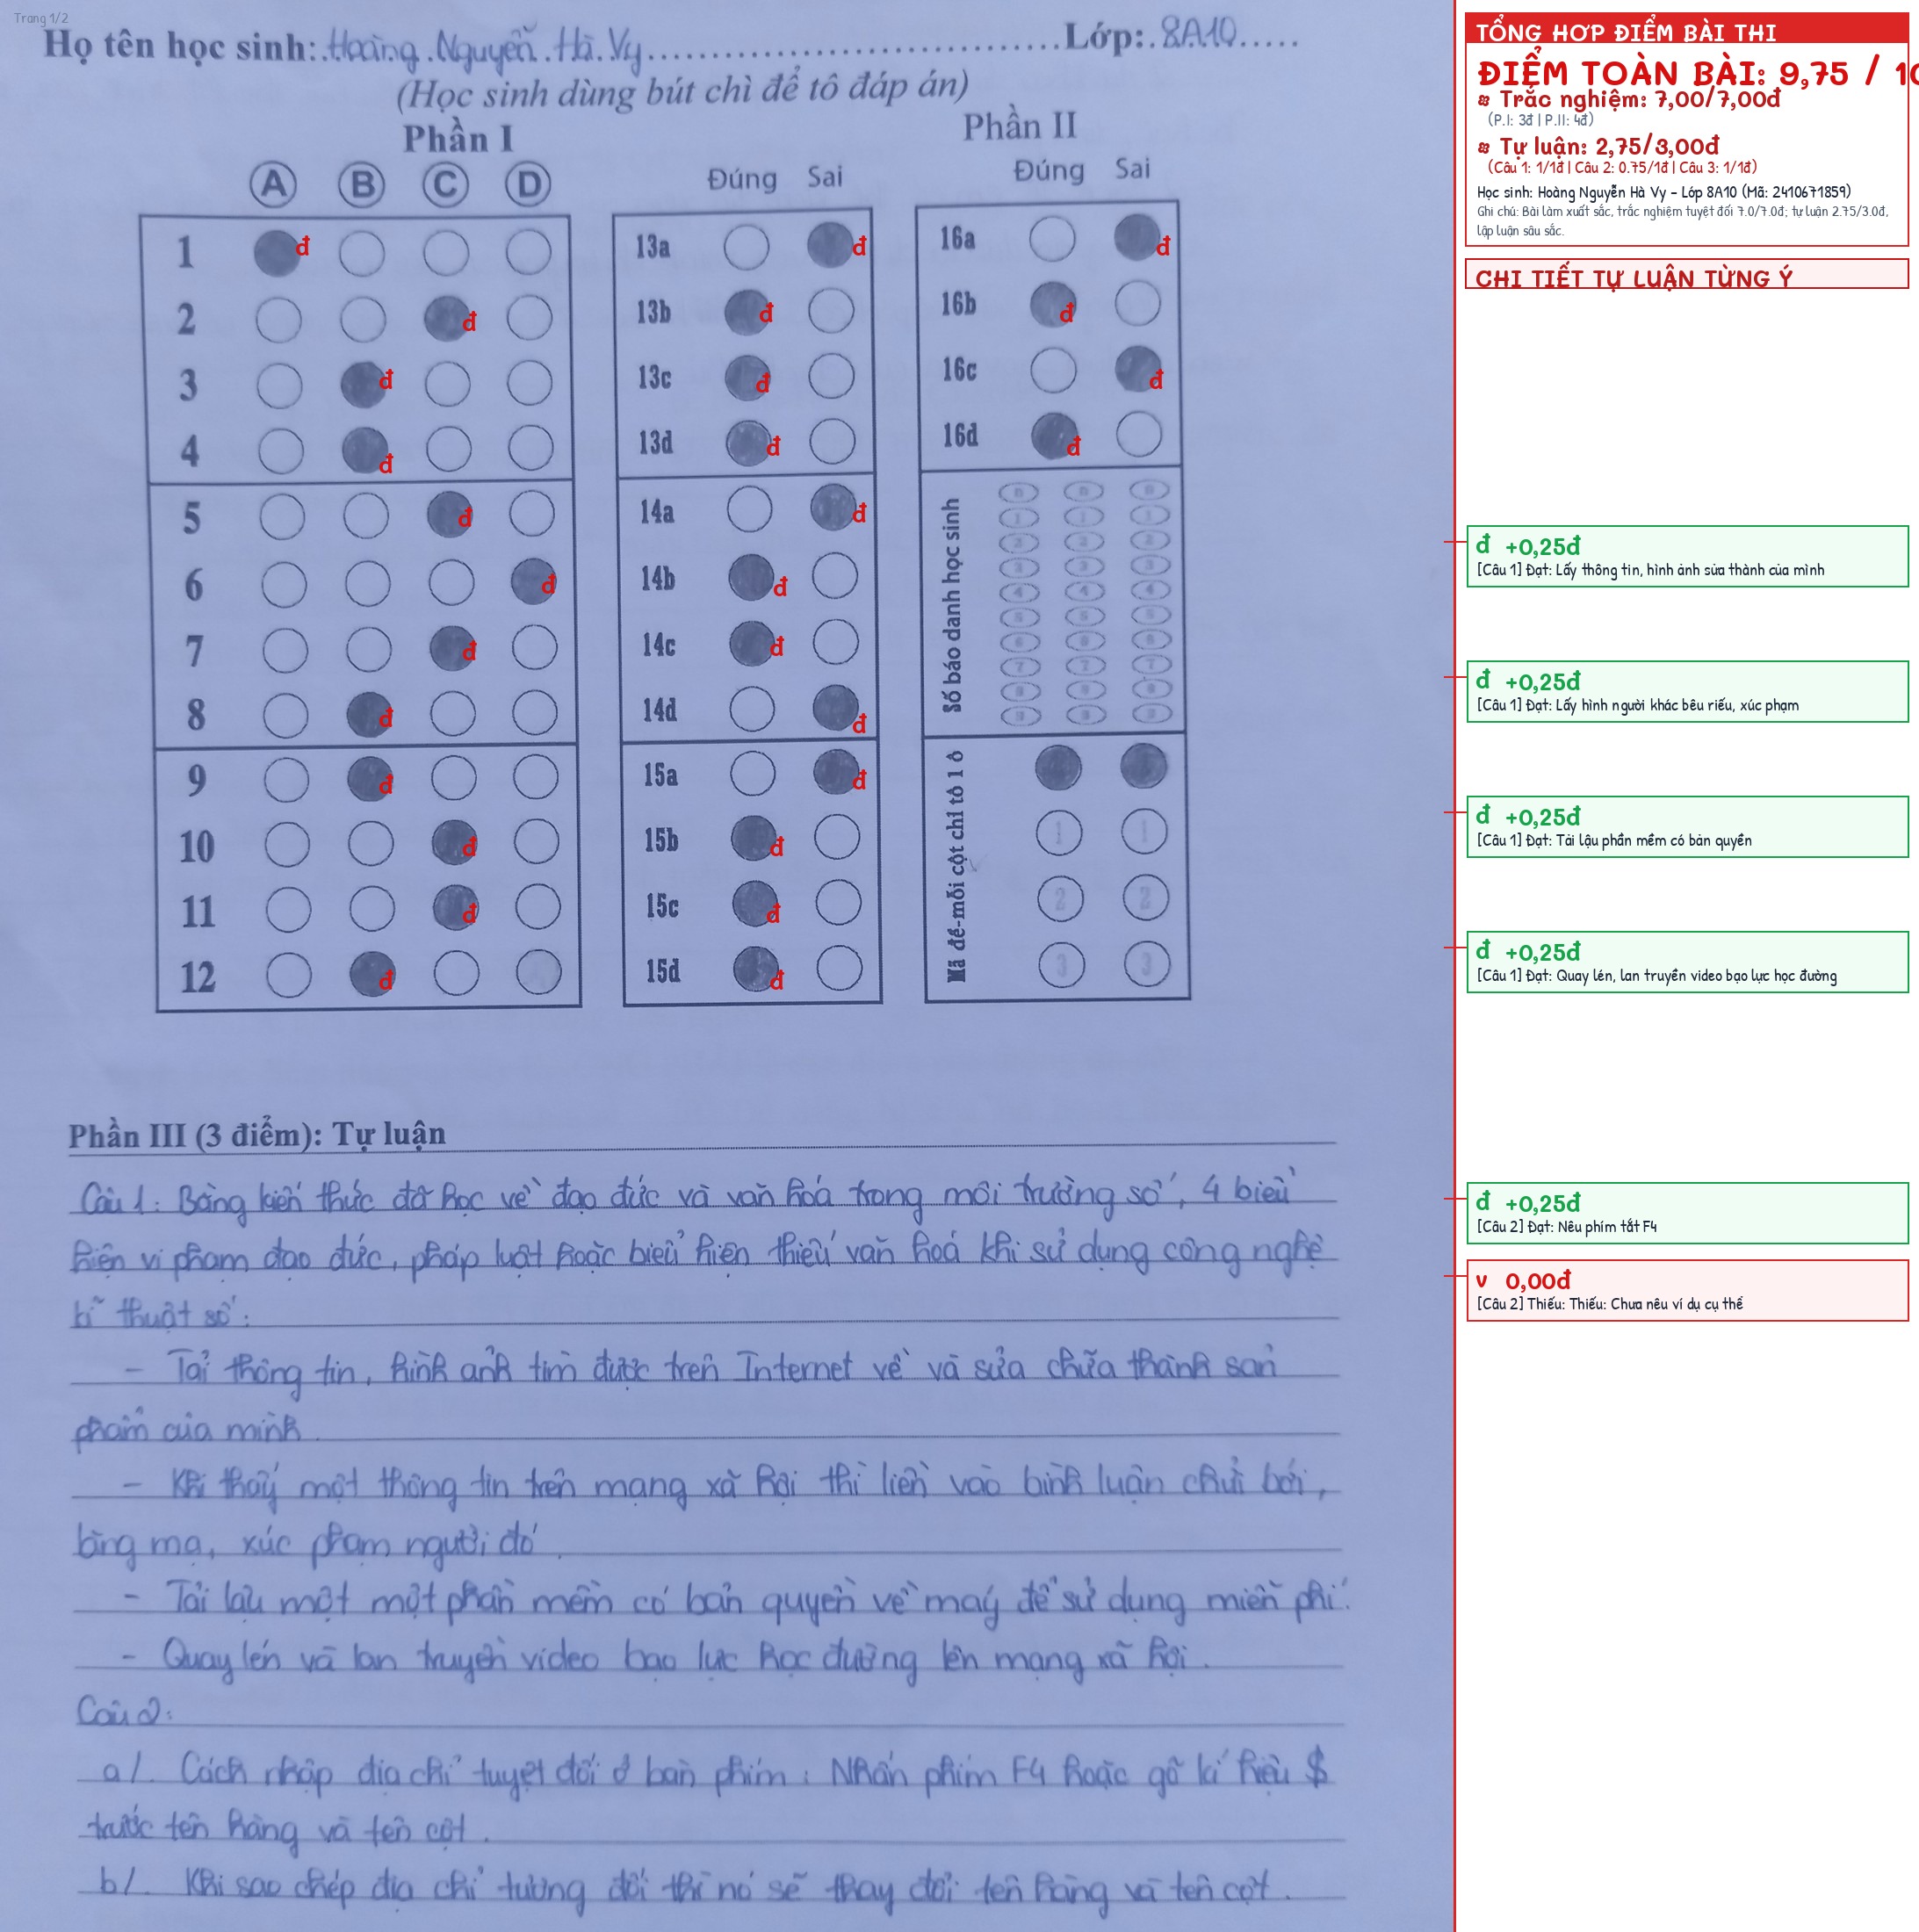 Trang 1/2
Họ tên học sinh: Hoàng Nguyễn Hà Vy Lớp: 8A10
(Học sinh dùng bút chì để tô đáp án)
Phần I
Phần II
A B C D
Đúng Sai
Đúng Sai
1 đ
2 đ
3 đ
4 đ
5 đ
6 đ
7 đ
8 đ
9 đ
10 đ
11 đ
12 đ
13a đ
13b đ
13c đ
13d đ
14a đ
14b đ
14c đ
14d đ
15a đ
15b đ
15c đ
15d đ
16a đ
16b đ
16c đ
16d đ
Số báo danh học sinh
Mã đề-mỗi cột chỉ tô 1 ô
1 1
2 2
3 3
Phần III (3 điểm): Tự luận
Câu 1: Bằng kiến thức đã học về đạo đức và văn hoá trong môi trường số, 4 biểu
hiện vi phạm đạo đức, pháp luật hoặc biểu hiện thiếu văn hoá khi sử dụng công nghệ
kĩ thuật số:
- Tải thông tin, hình ảnh tìm được trên Internet về và sửa chữa thành sản
phẩm của mình.
- Khi thấy một thông tin trên mạng xã hội thì liền vào bình luận chửi bới,
lăng mạ, xúc phạm người đó.
- Tải lậu một một phần mềm có bản quyền về máy để sử dụng miễn phí.
- Quay lén và lan truyền video bạo lực học đường lên mạng xã hội.
Câu 2:
a/. Cách nhập địa chỉ tuyệt đối ở bàn phím: Nhấn phím F4 hoặc gõ kí hiệu $
trước tên hàng và tên cột.
b/. Khi sao chép địa chỉ tương đối thì nó sẽ thay đổi tên hàng và tên cột.
TỔNG HỢP ĐIỂM BÀI THI
ĐIỂM TOÀN BÀI: 9,75 / 10
Trắc nghiệm: 7,00/7,00đ
(P.I: 3đ | P.II: 4đ)
Tự luận: 2,75/3,00đ
(Câu 1: 1/1đ | Câu 2: 0.75/1đ | Câu 3: 1/1đ)
Học sinh: Hoàng Nguyễn Hà Vy - Lớp 8A10 (Mã: 2410671859)
Ghi chú: Bài làm xuất sắc, trắc nghiệm tuyệt đối 7.0/7.0đ; tự luận 2.75/3.0đ,
lập luận sâu sắc.
CHI TIẾT TỰ LUẬN TỪNG Ý
đ +0,25đ
[Câu 1] Đạt: Lấy thông tin, hình ảnh sửa thành của mình
đ +0,25đ
[Câu 1] Đạt: Lấy hình người khác bêu riếu, xúc phạm
đ +0,25đ
[Câu 1] Đạt: Tải lậu phần mềm có bản quyền
đ +0,25đ
[Câu 1] Đạt: Quay lén, lan truyền video bạo lực học đường
đ +0,25đ
[Câu 2] Đạt: Nêu phím tắt F4
v 0,00đ
[Câu 2] Thiếu: Thiếu: Chưa nêu ví dụ cụ thể